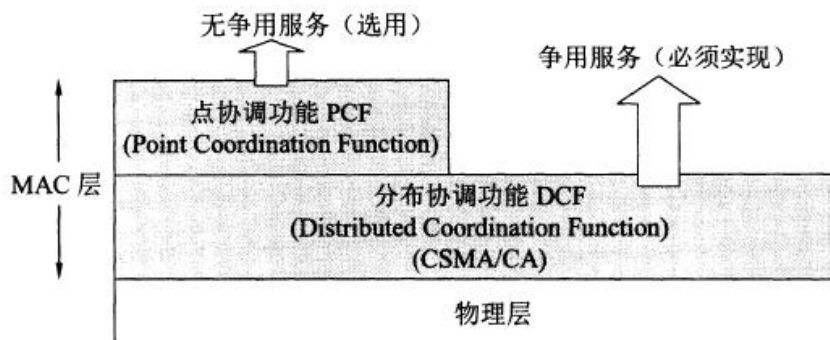 无争用服务（选用）
争用服务（必须实现）
点协调功能 PCF
(Point Coordination Function)
MAC 层
分布协调功能 DCF
(Distributed Coordination Function)
(CSMA/CA)
物理层